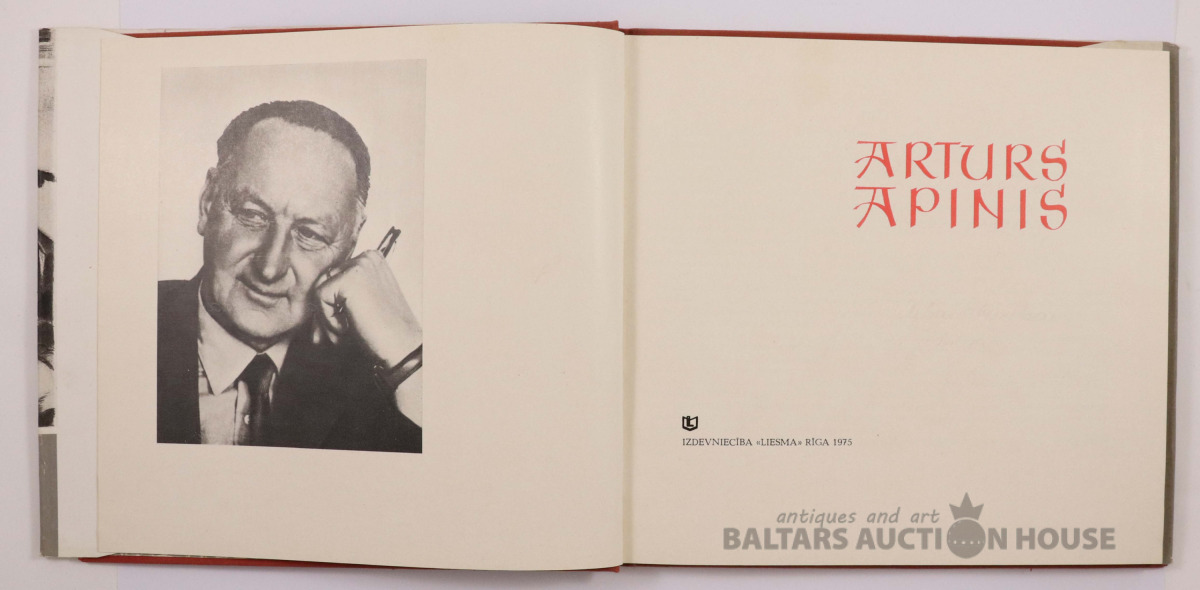 ARTURS
APINIS
IZDEVNIECĪBA «LIESMA» RĪGA 1975
antiques and art
BALTARS AUCTION HOUSE